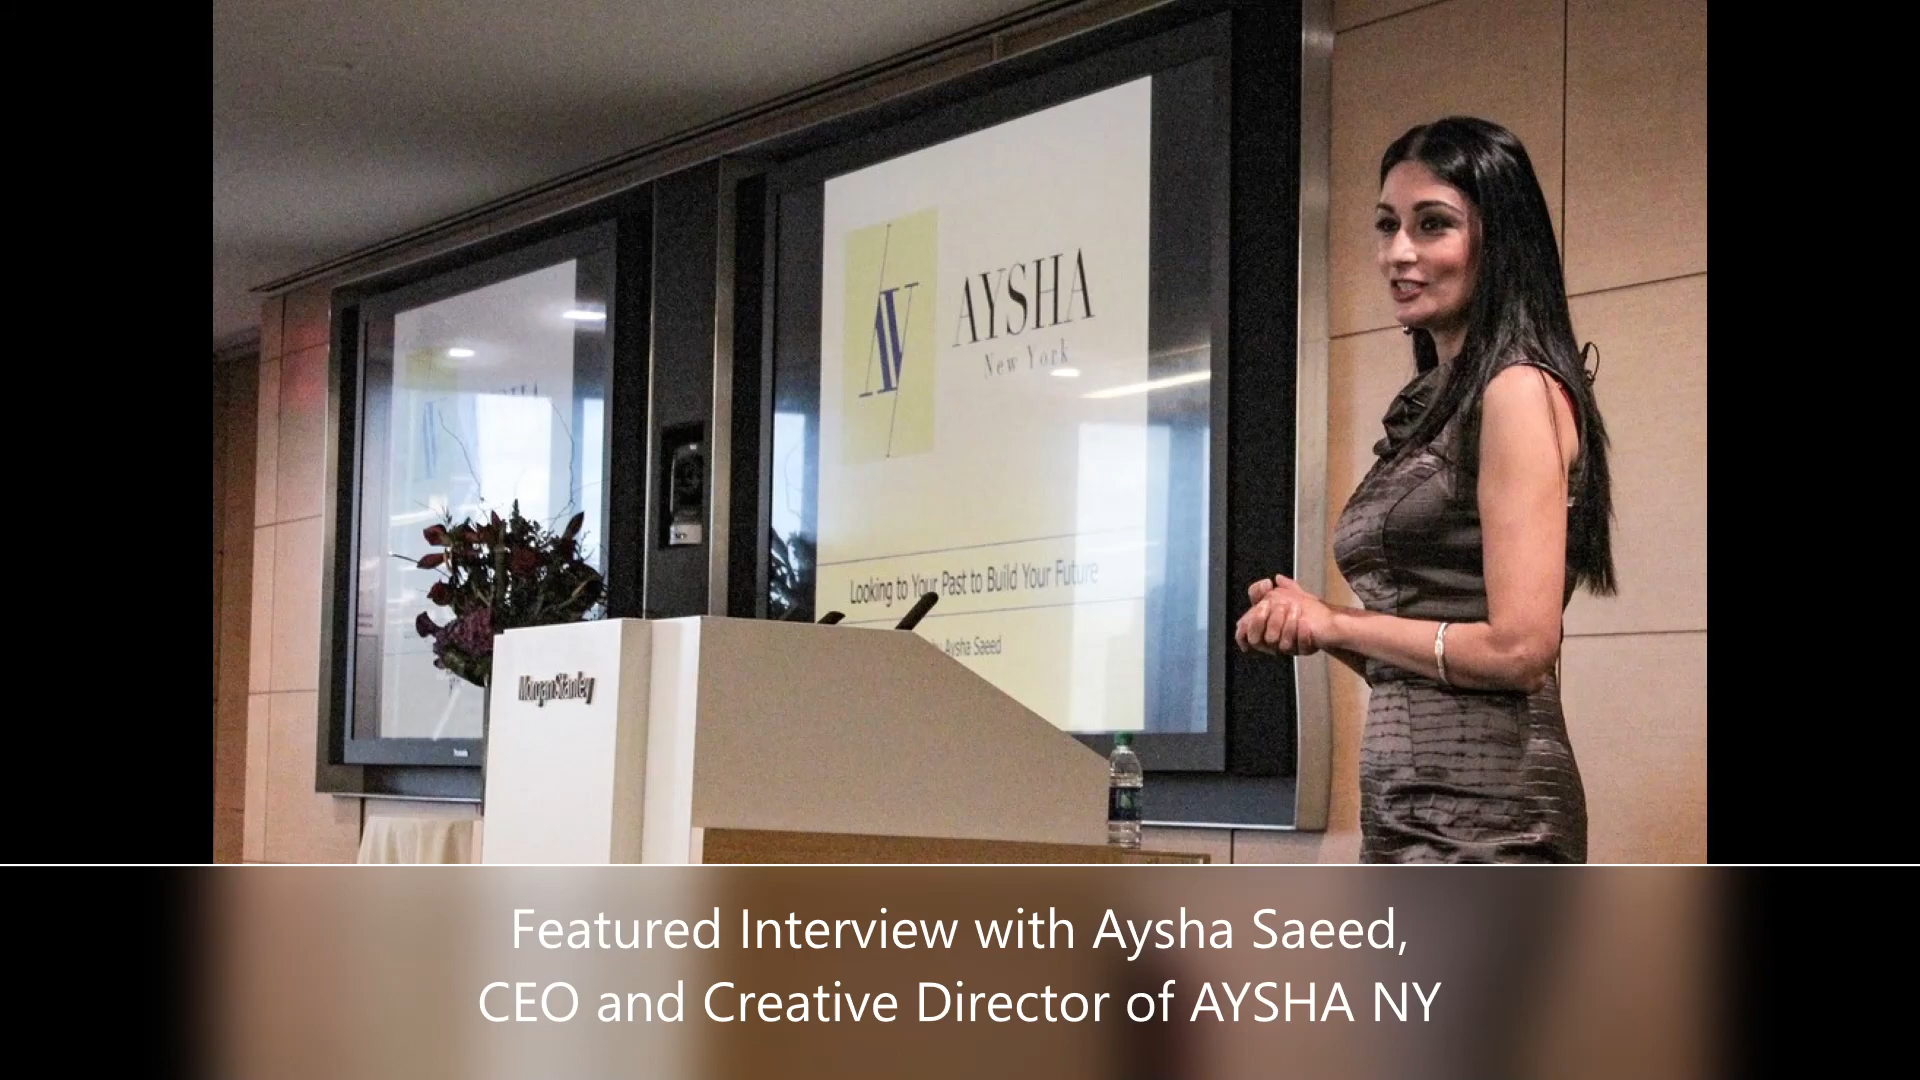 AYSHA
New York
Looking to Your Past to Build Your Future
Aysha Saeed
Morgan Stanley
Featured Interview with Aysha Saeed,
CEO and Creative Director of AYSHA NY